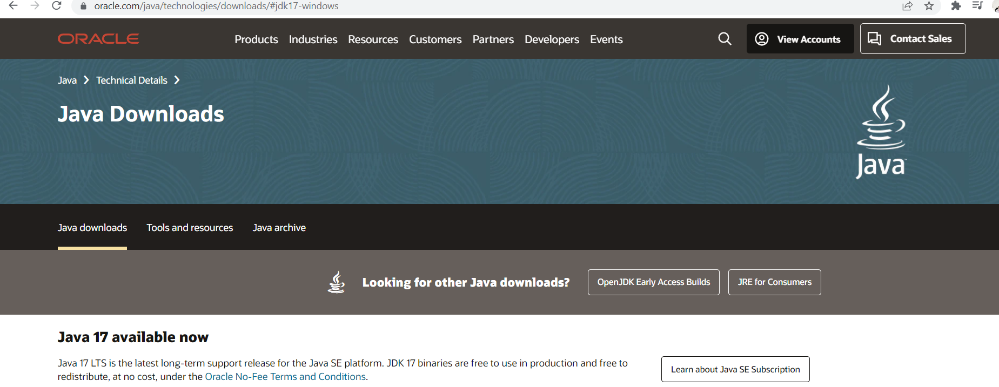 oracle.com/java/technologies/downloads/#jdk17-windows
ORACLE
Products Industries Resources Customers Partners Developers Events
View Accounts
Contact Sales
Java Technical Details
Java Downloads
Java
Java downloads Tools and resources Java archive
Looking for other Java downloads?
OpenJDK Early Access Builds
JRE for Consumers
Java 17 available now
Java 17 LTS is the latest long-term support release for the Java SE platform. JDK 17 binaries are free to use in production and free to
redistribute, at no cost, under the Oracle No-Fee Terms and Conditions.
Learn about Java SE Subscription